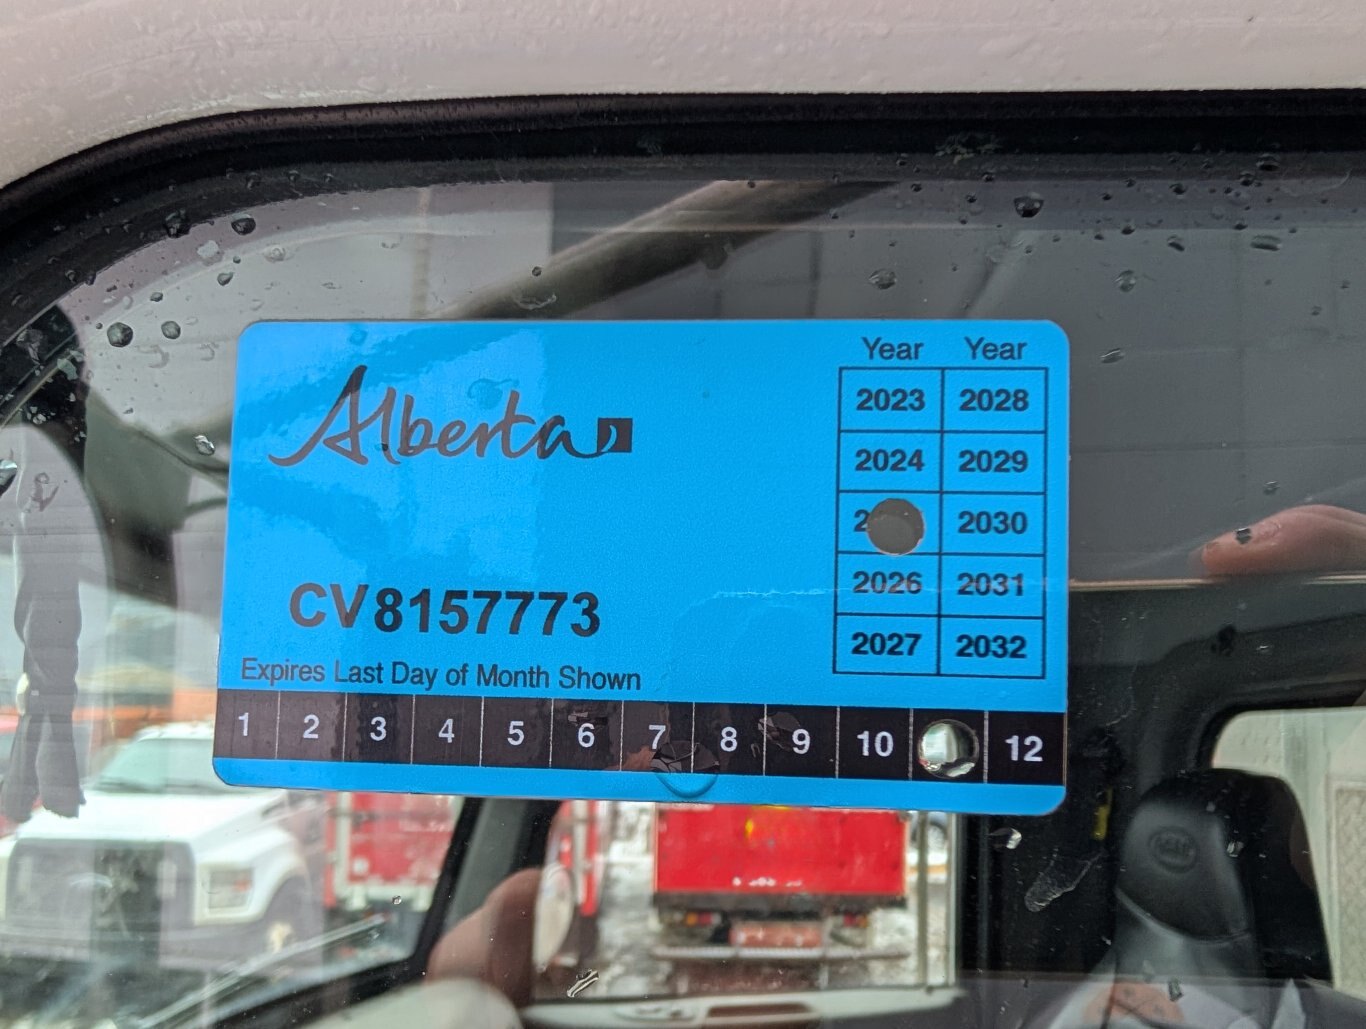 Alberta
Year Year
2023 2028
2024 2029
2 2030
2026 2031
2027 2032
CV8157773
Expires Last Day of Month Shown
1 2 3 4 5 6 7 8 9 10 12